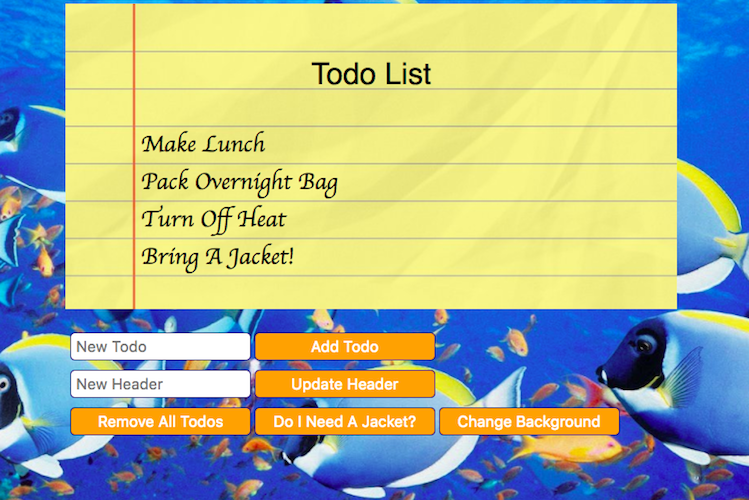 Todo List
Make Lunch
Pack Overnight Bag
Turn Off Heat
Bring A Jacket!
New Todo Add Todo
New Header Update Header
Remove All Todos Do I Need A Jacket? Change Background